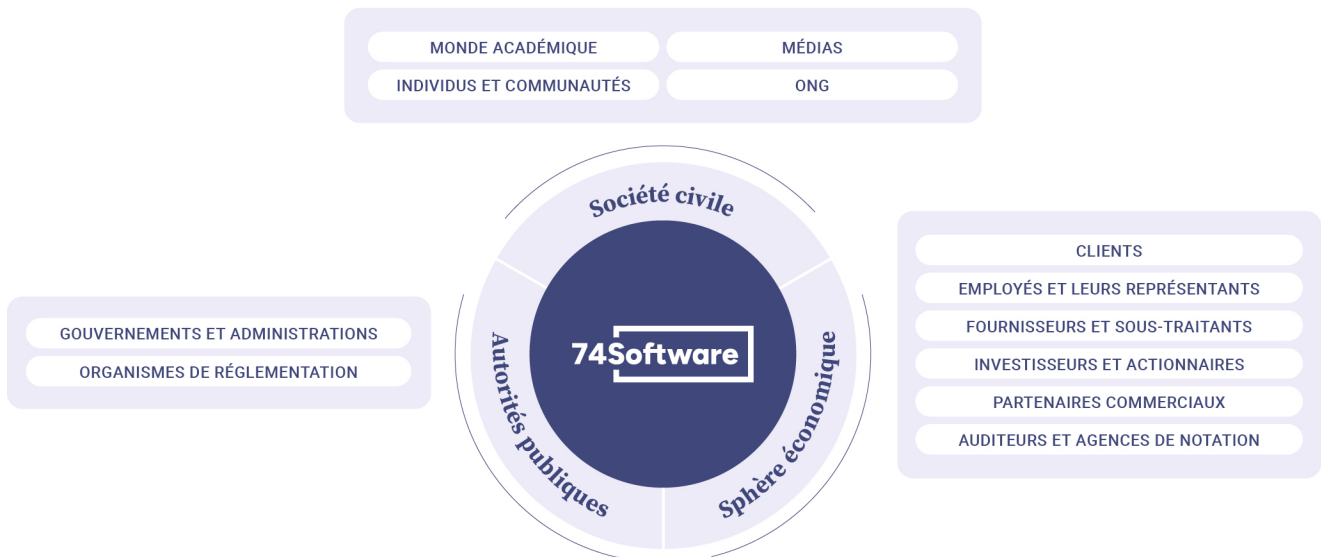 MONDE ACADÉMIQUE
MÉDIAS
INDIVIDUS ET COMMUNAUTÉS
ONG
Société civile
CLIENTS
EMPLOYÉS ET LEURS REPRÉSENTANTS
FOURNISSEURS ET SOUS-TRAITANTS
INVESTISSEURS ET ACTIONNAIRES
PARTENAIRES COMMERCIAUX
AUDITEURS ET AGENCES DE NOTATION
GOUVERNEMENTS ET ADMINISTRATIONS
ORGANISMES DE RÉGLEMENTATION
Autorités publiques
74Software
Sphère économique